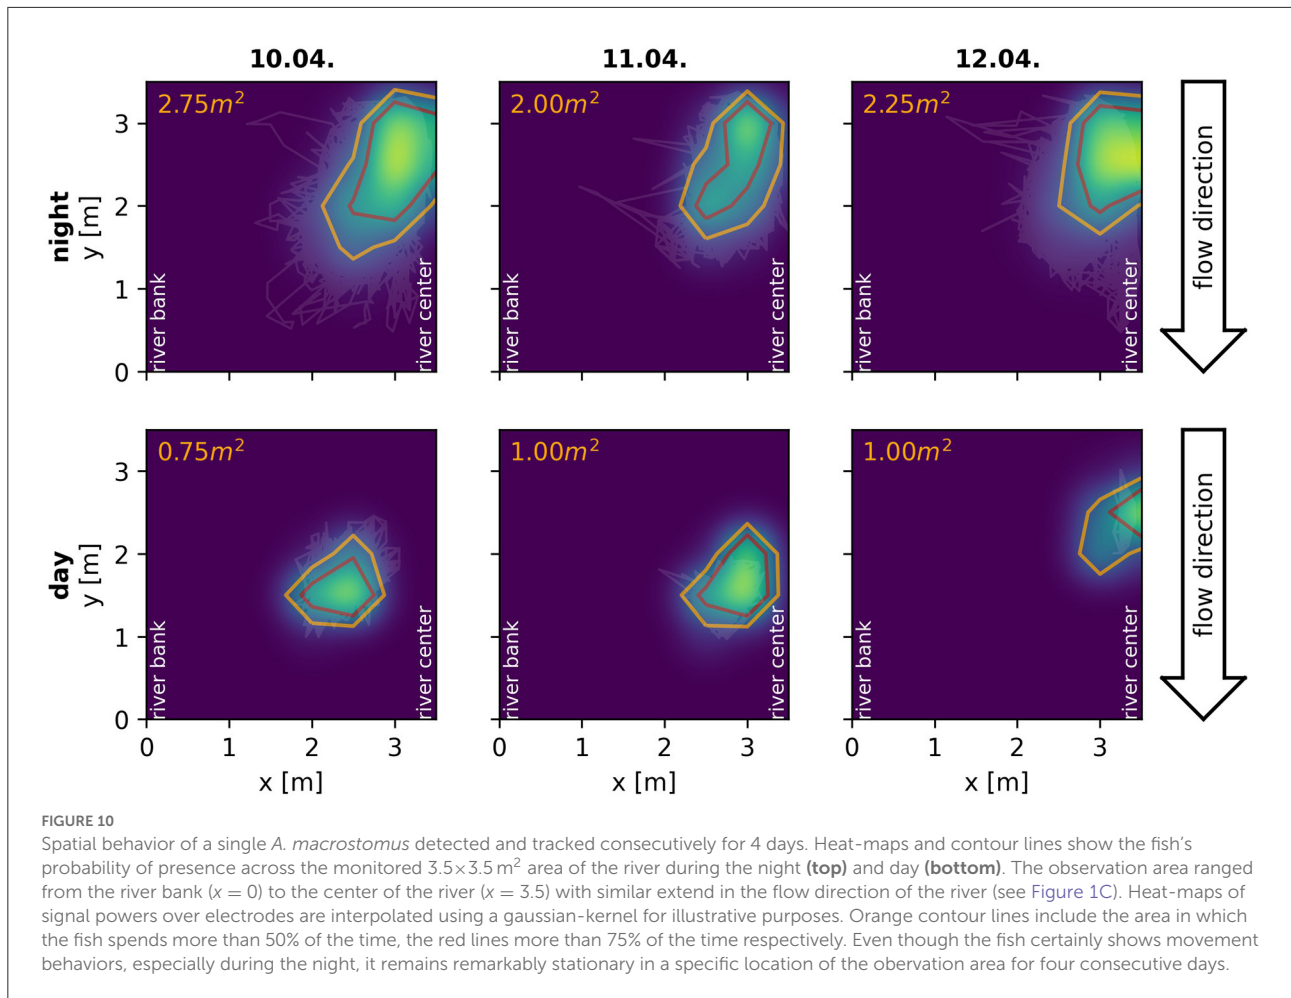 10.04.
11.04.
12.04.
2.75m²
2.00m²
2.25m²
night
y [m]
3
2
1
0
river bank
river center
river bank
river center
river bank
river center
flow direction
0.75m²
1.00m²
1.00m²
day
y [m]
3
2
1
0
river bank
river center
river bank
river center
river bank
river center
flow direction
0 1 2 3
0 1 2 3
0 1 2 3
x [m]
x [m]
x [m]
FIGURE 10
Spatial behavior of a single A. macrostomus detected and tracked consecutively for 4 days. Heat-maps and contour lines show the fish's
probability of presence across the monitored 3.5×3.5 m² area of the river during the night (top) and day (bottom). The observation area ranged
from the river bank (x = 0) to the center of the river (x = 3.5) with similar extend in the flow direction of the river (see Figure 1C). Heat-maps of
signal powers over electrodes are interpolated using a gaussian-kernel for illustrative purposes. Orange contour lines include the area in which
the fish spends more than 50% of the time, the red lines more than 75% of the time respectively. Even though the fish certainly shows movement
behaviors, especially during the night, it remains remarkably stationary in a specific location of the obervation area for four consecutive days.